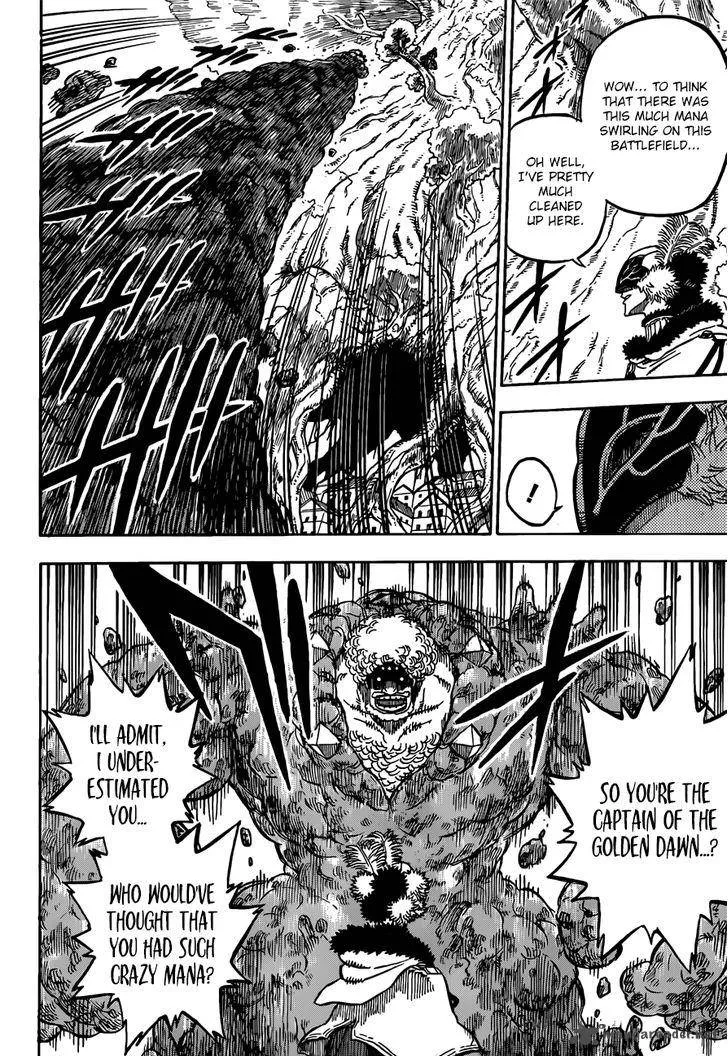 WOW... TO THINK
THAT THERE WAS
THIS MUCH MANA
SWIRLING ON THIS
BATTLEFIELD...
OH WELL,
I'VE PRETTY
MUCH
CLEANED
UP HERE.
!
SO YOU'RE THE
CAPTAIN OF THE
GOLDEN DAWN...?
I'LL ADMIT,
I UNDER-
ESTIMATED
YOU...
WHO WOULD'VE
THOUGHT THAT
YOU HAD SUCH
CRAZY MANA?